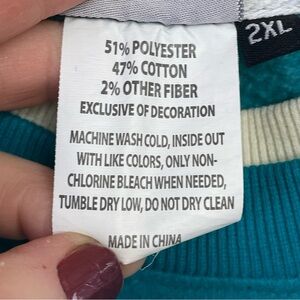 2XL
51% POLYESTER
47% COTTON
2% OTHER FIBER
EXCLUSIVE OF DECORATION
MACHINE WASH COLD, INSIDE OUT
WITH LIKE COLORS, ONLY NON-
CHLORINE BLEACH WHEN NEEDED,
TUMBLE DRY LOW, DO NOT DRY CLEAN
MADE IN CHINA